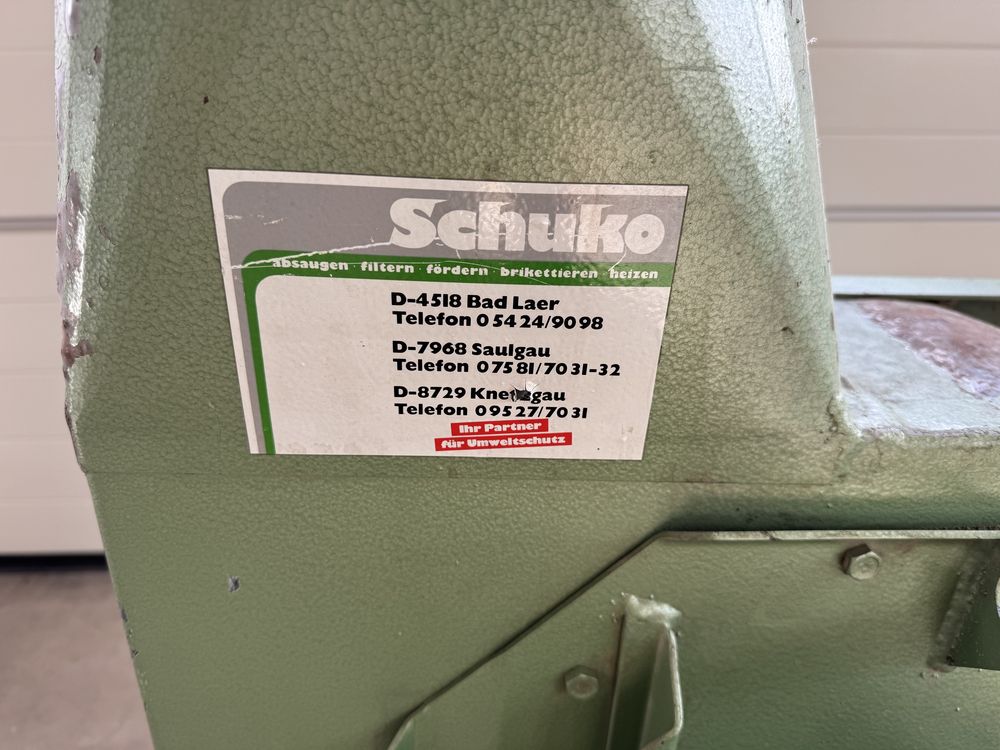 Schuko
absaugen · filtern · fördern · brikettieren · heizen
D-4518 Bad Laer
Telefon 0 54 24/90 98
D-7968 Saulgau
Telefon 0 75 81/70 31-32
D-8729 Knetzgau
Telefon 0 95 27/70 31
Ihr Partner
für Umweltschutz